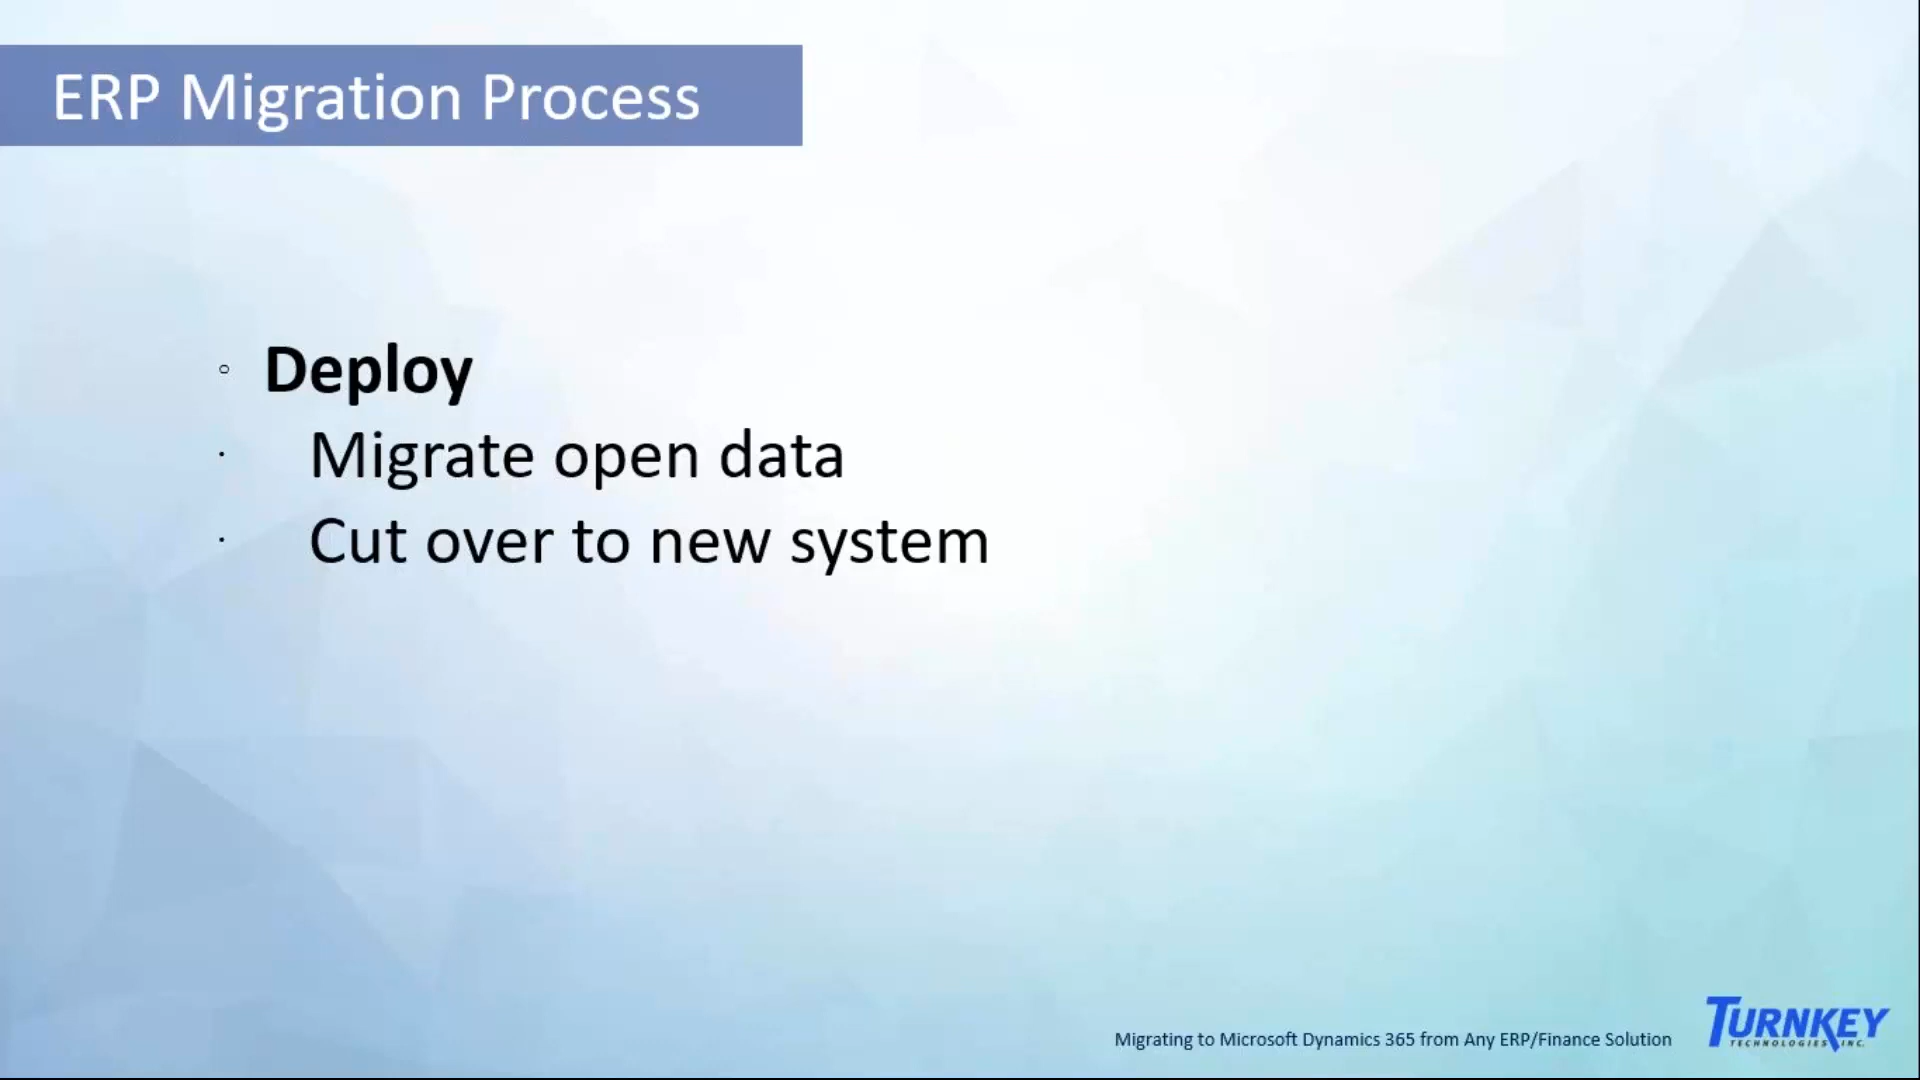 ERP Migration Process
Deploy
Migrate open data
Cut over to new system
Migrating to Microsoft Dynamics 365 from Any ERP/Finance Solution
TURNKEY
TECHNOLOGIES, INC.